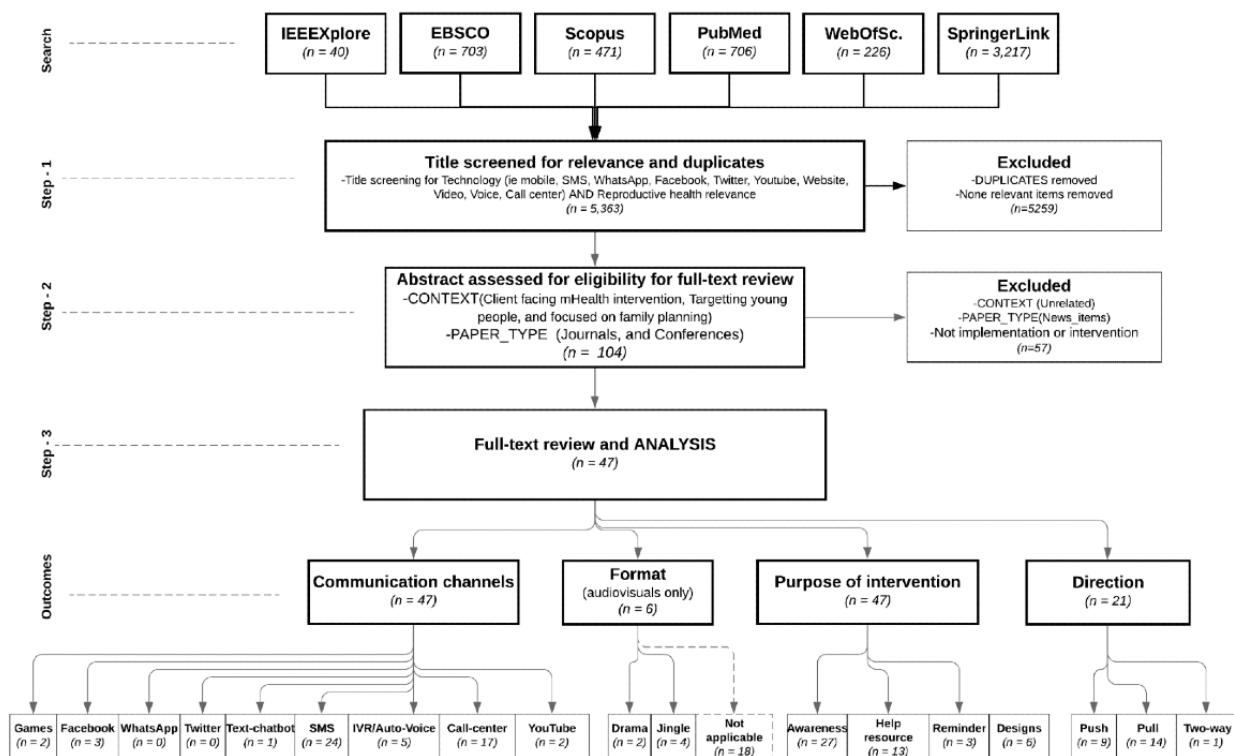 Search
IEEEXplore
(n = 40)
EBSCO
(n = 703)
Scopus
(n = 471)
PubMed
(n = 706)
WebOfSc.
(n = 226)
SpringerLink
(n = 3,217)
Step - 1
Title screened for relevance and duplicates
-Title screening for Technology (ie mobile, SMS, WhatsApp, Facebook, Twitter, Youtube, Website,
Video, Voice, Call center) AND Reproductive health relevance
(n = 5,363)
Excluded
-DUPLICATES removed
-None relevant items removed
(n=5259)
Step - 2
Abstract assessed for eligibility for full-text review
-CONTEXT(Client facing mHealth intervention, Targetting young
people, and focused on family planning)
-PAPER_TYPE (Journals, and Conferences)
(n = 104)
Excluded
-CONTEXT (Unrelated)
-PAPER_TYPE(News_items)
-Not implementation or intervention
(n=57)
Step - 3
Full-text review and ANALYSIS
(n = 47)
Outcomes
Communication channels
(n = 47)
Format
(audiovisuals only)
(n = 6)
Purpose of intervention
(n = 47)
Direction
(n = 21)
Games
(n = 2)
Facebook
(n = 3)
WhatsApp
(n = 0)
Twitter
(n = 0)
Text-chatbot
(n = 1)
SMS
(n = 24)
IVR/Auto-Voice
(n = 5)
Call-center
(n = 17)
YouTube
(n = 2)
Drama
(n = 2)
Jingle
(n = 4)
Not
applicable
(n = 18)
Awareness
(n = 27)
Help
resource
(n = 13)
Reminder
(n = 3)
Designs
(n = 6)
Push
(n = 9)
Pull
(n = 14)
Two-way
(n = 1)